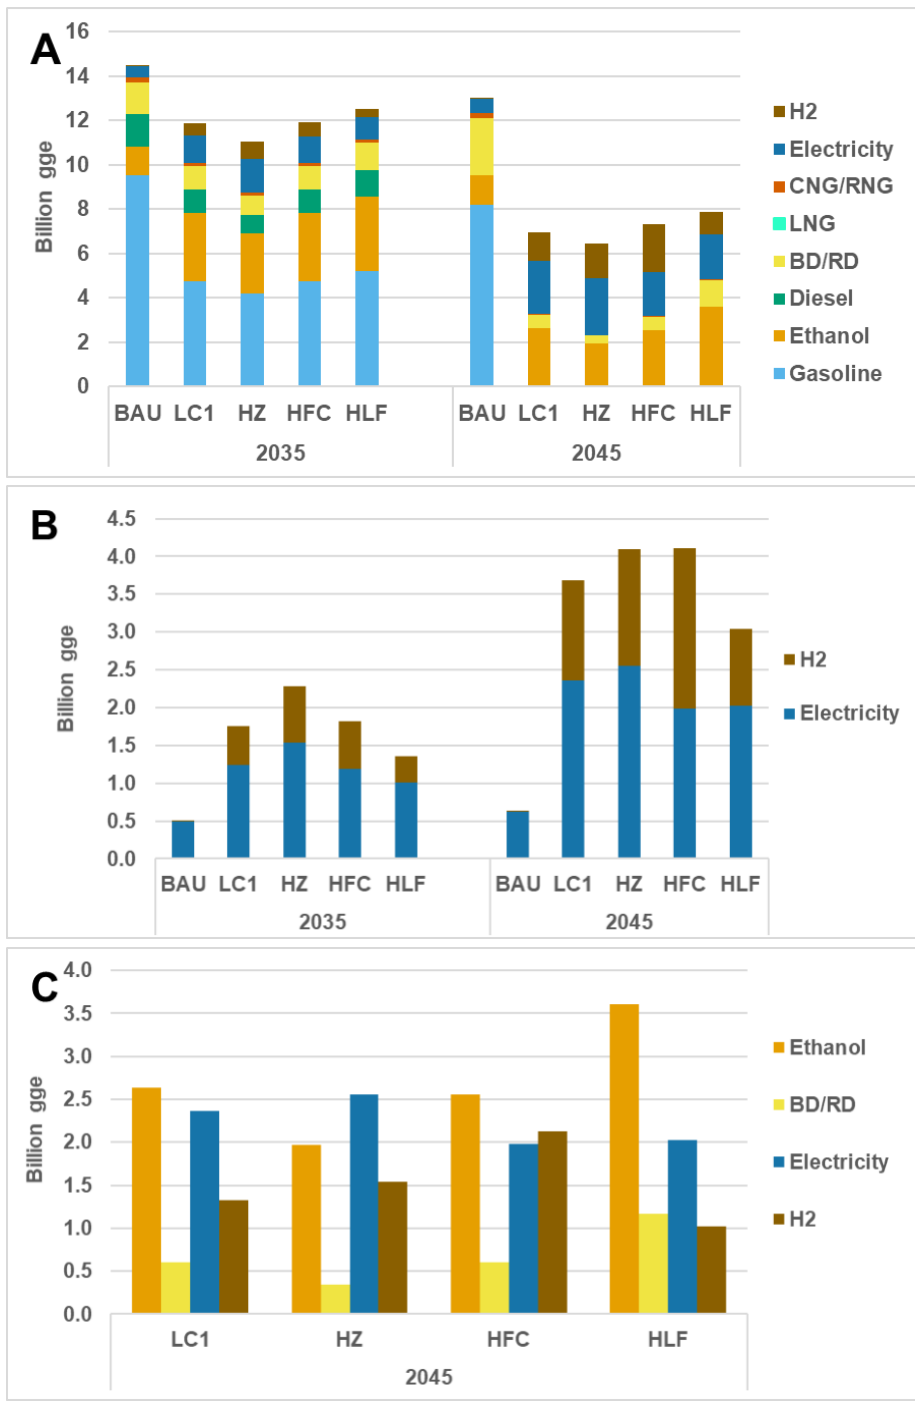 A
16
14
12
10
8
6
4
2
0
Billion gge
BAU LC1 HZ HFC HLF BAU LC1 HZ HFC HLF
2035 2045
H2
Electricity
CNG/RNG
LNG
BD/RD
Diesel
Ethanol
Gasoline
B
4.5
4.0
3.5
3.0
2.5
2.0
1.5
1.0
0.5
0.0
Billion gge
BAU LC1 HZ HFC HLF BAU LC1 HZ HFC HLF
2035 2045
H2
Electricity
C
4.0
3.5
3.0
2.5
2.0
1.5
1.0
0.5
0.0
Billion gge
LC1 HZ HFC HLF
2045
Ethanol
BD/RD
Electricity
H2